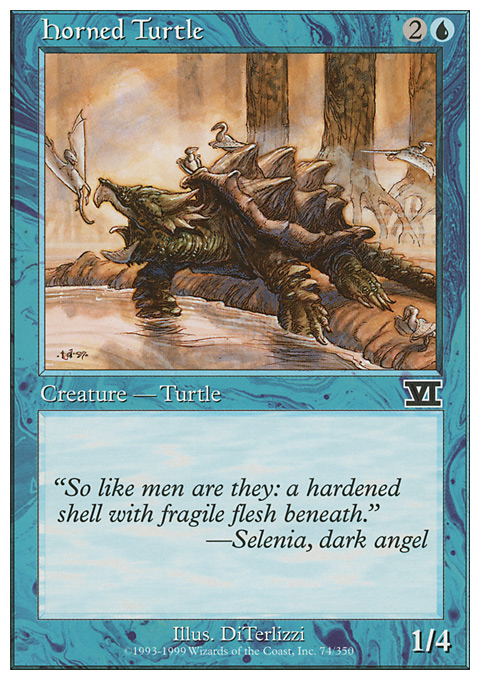 Horned Turtle
2
Creature — Turtle
VI
“So like men are they: a hardened
shell with fragile flesh beneath.”
—Selenia, dark angel
Illus. DiTerlizzi
©1993-1999 Wizards of the Coast, Inc. 74/350
1/4